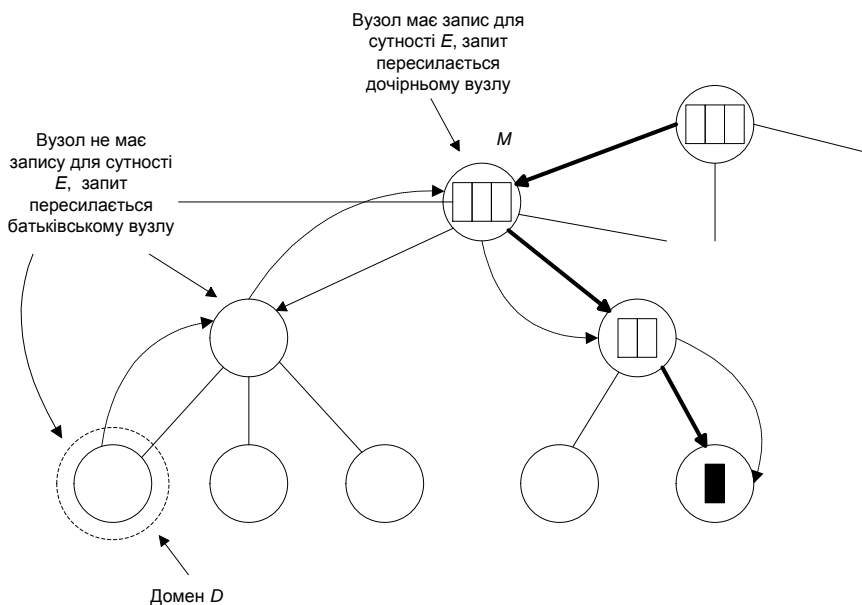 Вузол має запис для
сутності E, запит
пересилається
дочірньому вузлу
M
Вузол не має
запису для сутності
E, запит
пересилається
батьківському вузлу
Домен D